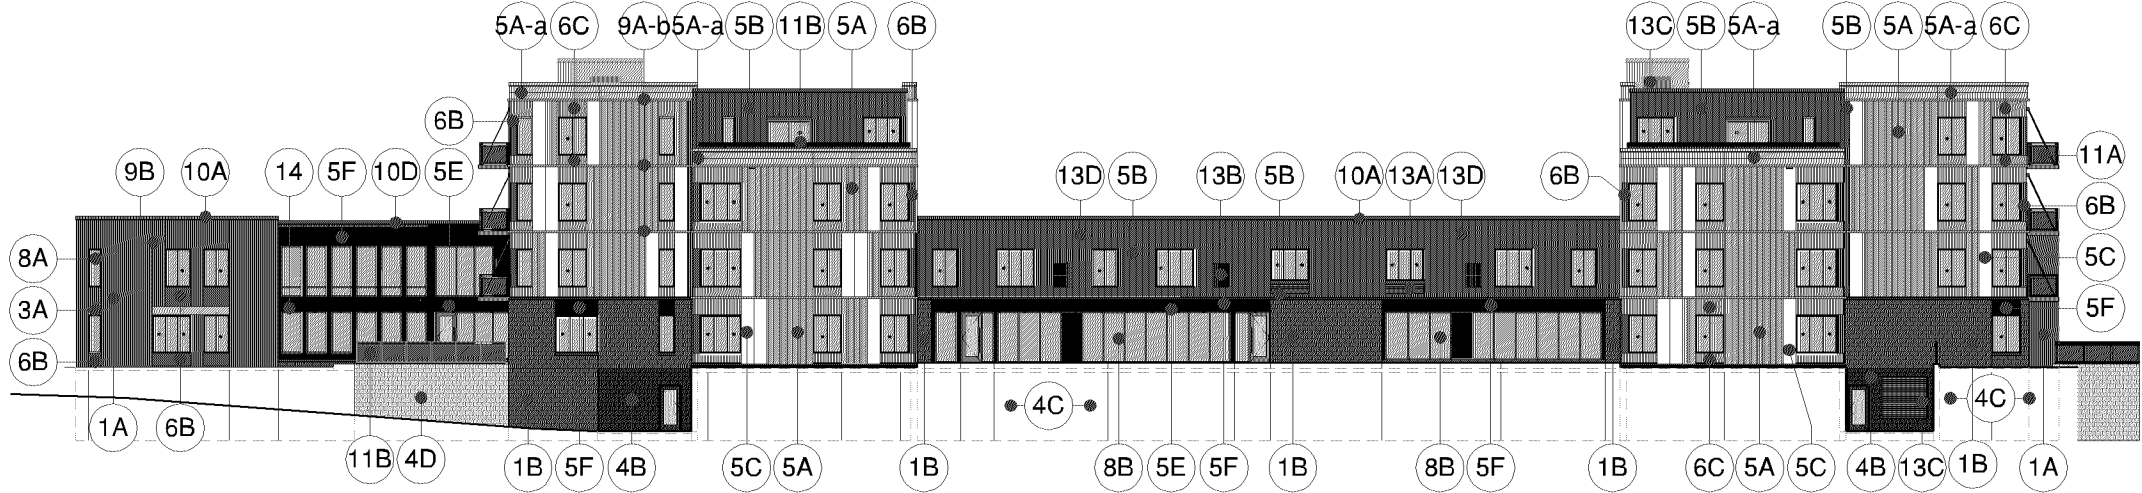 5A-a 6C 9A-b 5A-a 5B 11B 5A 6B 13C 5B 5A-a 5B 5A 5A-a 6C
6B
9B 10A 14 5F 10D 5E 13D 5B 13B 5B 10A 13A 13D 6B 11A
6B
8A 5C
3A 5F
6B
4C 4C
1A 6B
11B 4D 1B 5F 4B 5C 5A 1B 8B 5E 5F 1B 8B 5F 1B 6C 5A 5C 4B 13C 1B 1A